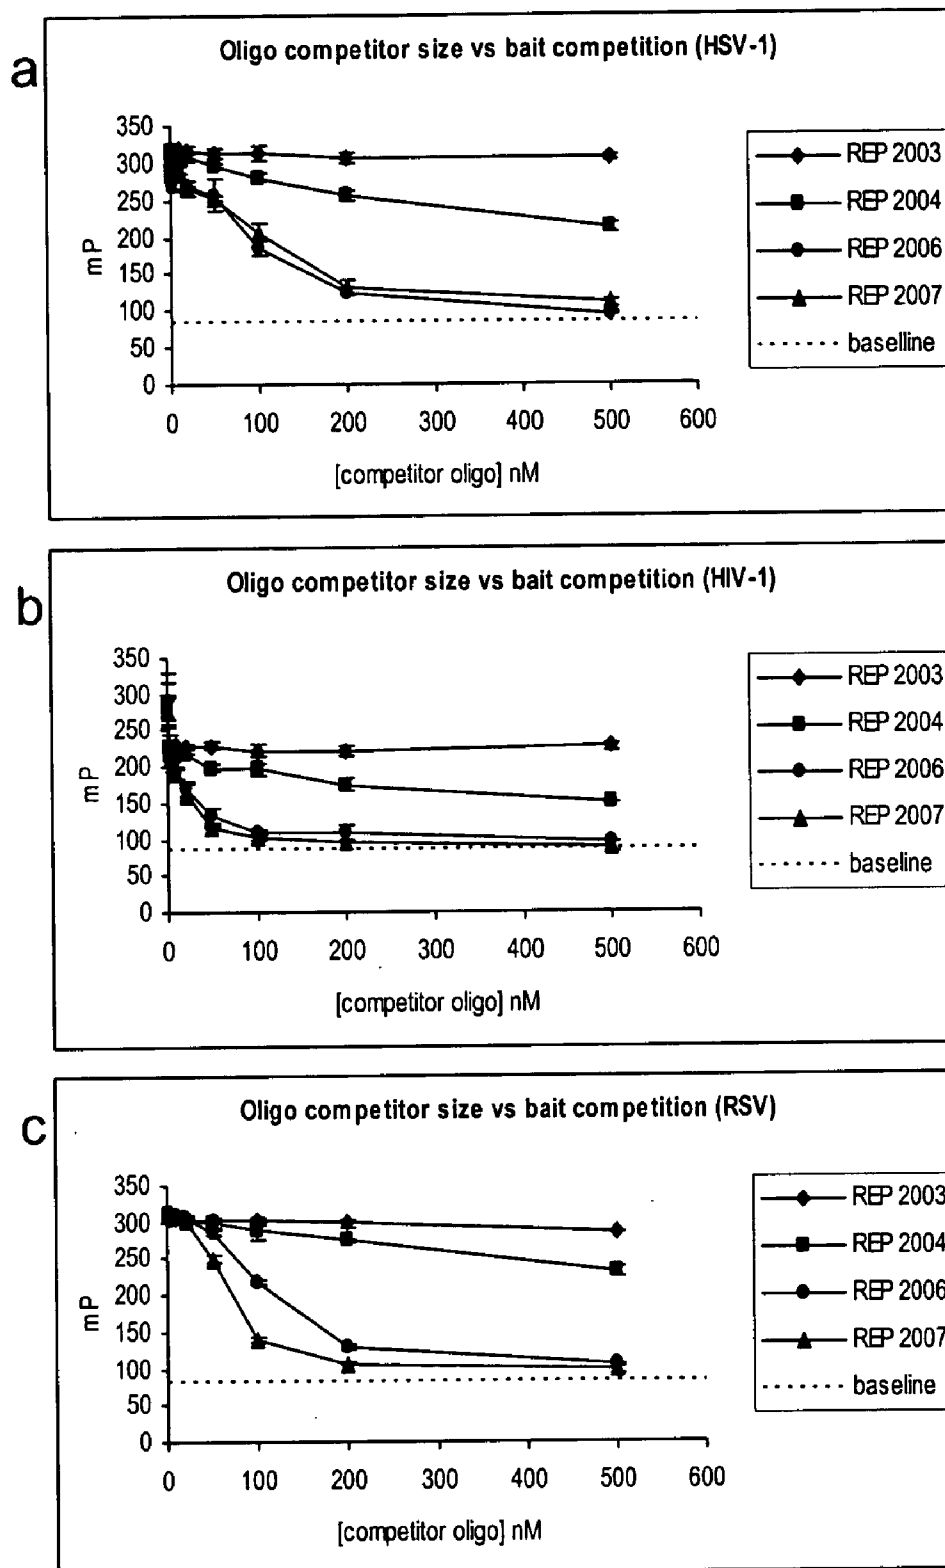 a
Oligo competitor size vs bait competition (HSV-1)
350
300
250
200
150
100
50
0
mP
0 100 200 300 400 500 600
[competitor oligo] nM
REP 2003
REP 2004
REP 2006
REP 2007
baselline
b
Oligo competitor size vs bait competition (HIV-1)
350
300
250
200
150
100
50
0
mP
0 100 200 300 400 500 600
[competitor oligo] nM
REP 2003
REP 2004
REP 2006
REP 2007
baseline
c
Oligo competitor size vs bait competition (RSV)
350
300
250
200
150
100
50
0
mP
0 100 200 300 400 500 600
[competitor oligo] nM
REP 2003
REP 2004
REP 2006
REP 2007
baseline